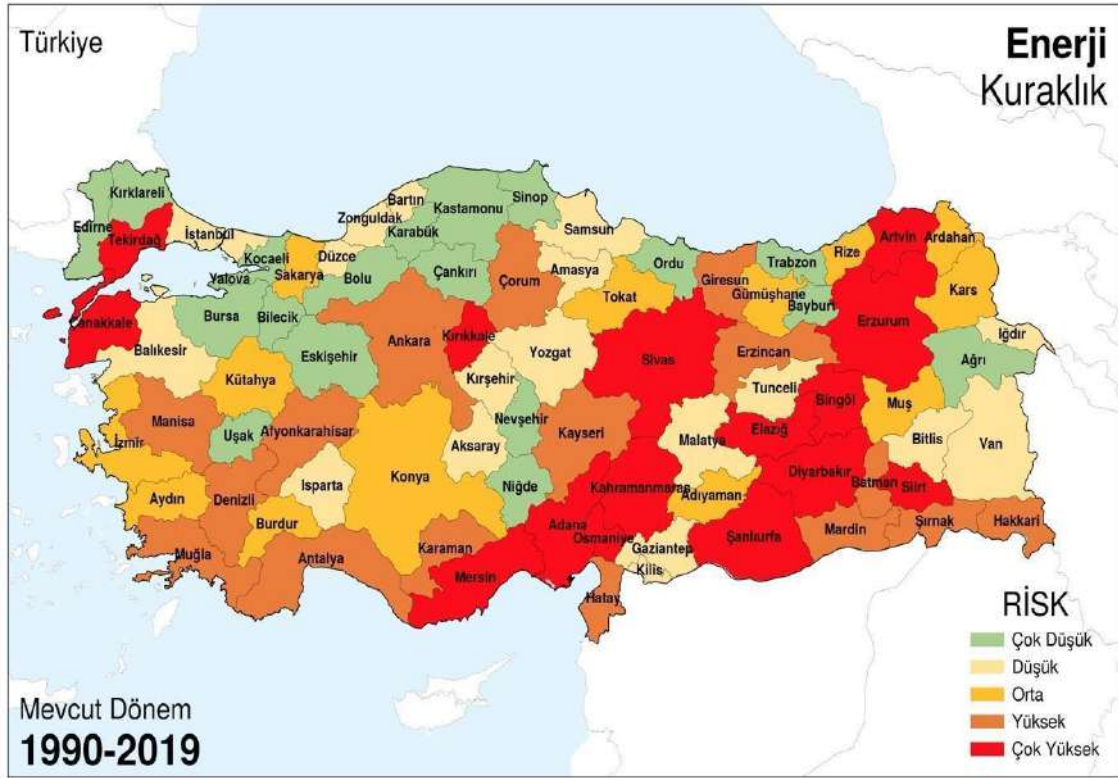 Türkiye
Enerji
Kuraklık
Kırklareli
Edirne
Tekirdağ
İstanbul
Kocaeli
Yalova
Sakarya
Düzce
Zonguldak
Bartın
Karabük
Kastamonu
Sinop
Samsun
Çankırı
Bolu
Çorum
Amasya
Tokat
Ordu
Giresun
Gümüşhane
Trabzon
Bayburt
Rize
Artvin
Ardahan
Kars
Erzurum
Iğdır
Ağrı
Çanakkale
Balıkesir
Bursa
Bilecik
Eskişehir
Kütahya
Ankara
Kırıkkale
Kırşehir
Yozgat
Sivas
Erzincan
Tunceli
Bingöl
Muş
Bitlis
Van
Manisa
İzmir
Uşak
Afyonkarahisar
Konya
Aksaray
Nevşehir
Niğde
Kayseri
Malatya
Elazığ
Diyarbakır
Batman
Siirt
Şırnak
Hakkari
Mardin
Şanlıurfa
Adıyaman
Kahramanmaraş
Gaziantep
Kilis
Osmaniye
Adana
Hatay
Mersin
Karaman
Antalya
Isparta
Burdur
Denizli
Aydın
Muğla
RİSK
Çok Düşük
Düşük
Orta
Yüksek
Çok Yüksek
Mevcut Dönem
1990-2019